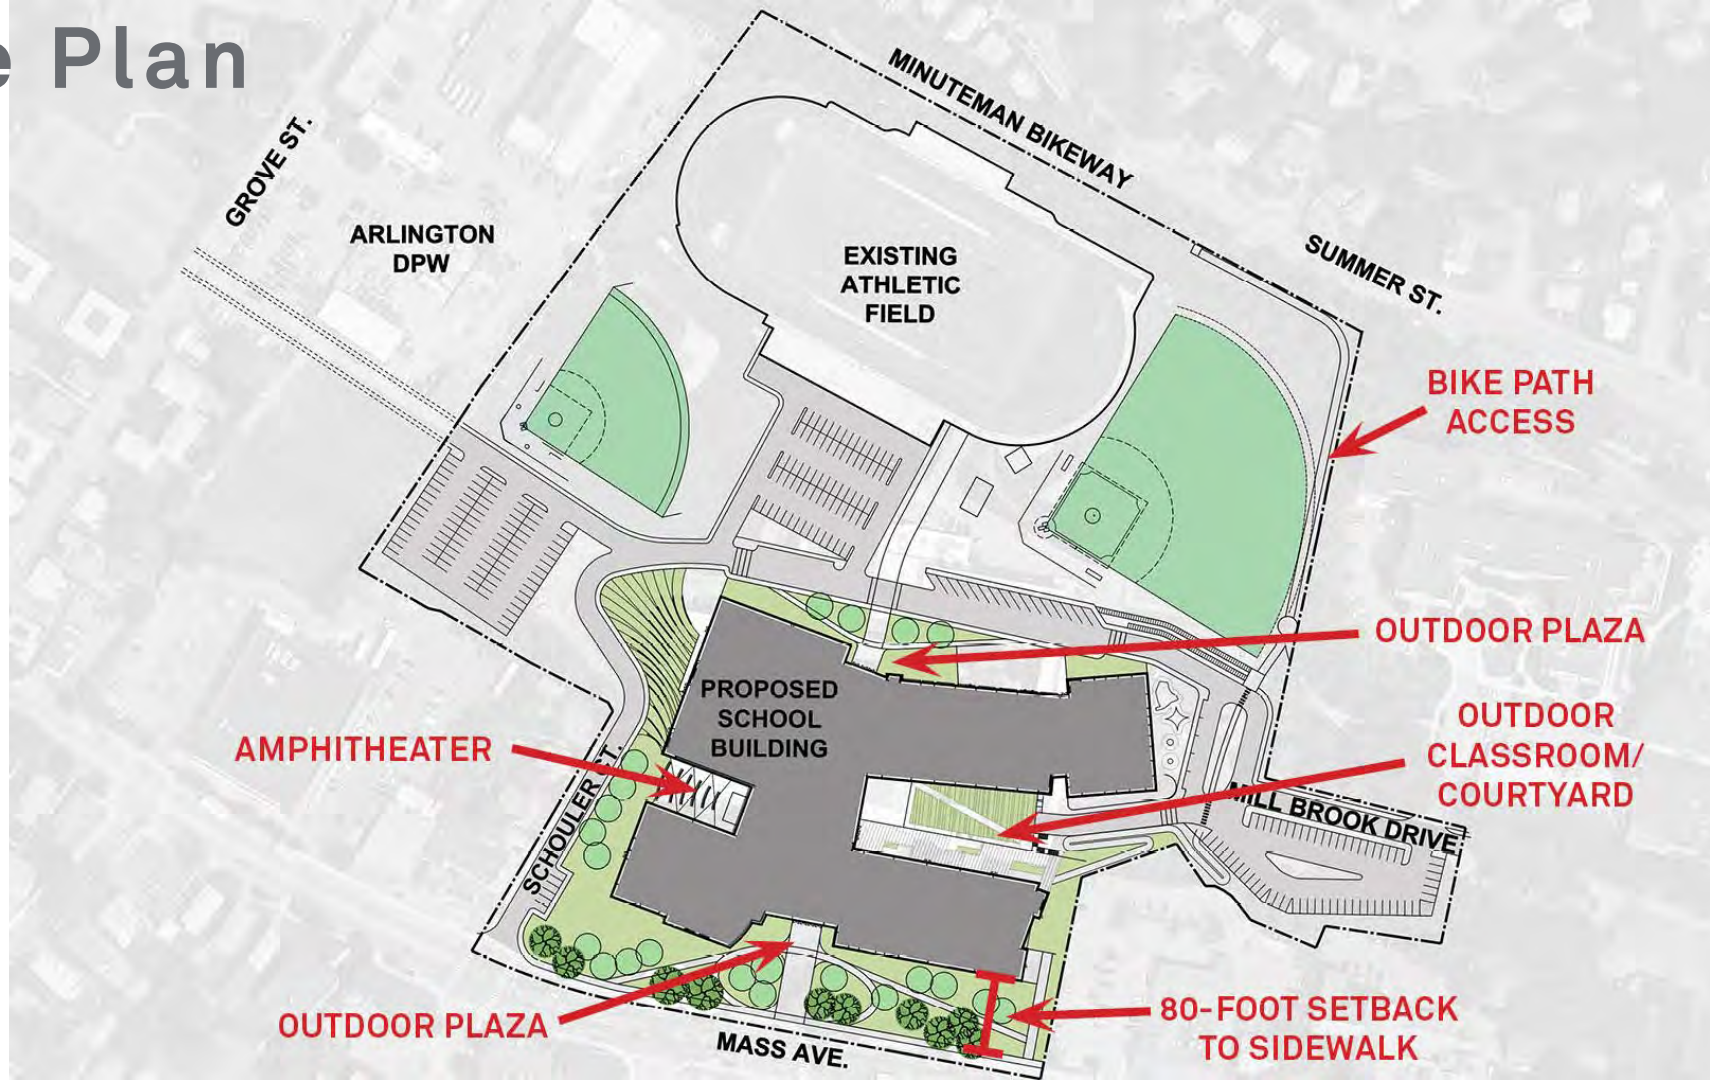 e Plan
MINUTEMAN BIKEWAY
GROVE ST.
ARLINGTON
DPW
SUMMER ST.
EXISTING
ATHLETIC
FIELD
BIKE PATH
ACCESS
OUTDOOR PLAZA
PROPOSED
SCHOOL
BUILDING
OUTDOOR
CLASSROOM/
COURTYARD
AMPHITHEATER
MILL BROOK DRIVE
SCHOULER CT.
OUTDOOR PLAZA
80-FOOT SETBACK
TO SIDEWALK
MASS AVE.